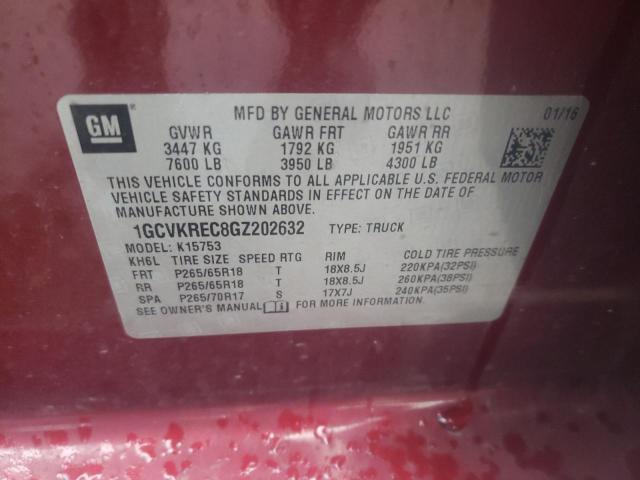 GM
MFD BY GENERAL MOTORS LLC 01/16
GVWR GAWR FRT GAWR RR
3447 KG 1792 KG 1951 KG
7600 LB 3950 LB 4300 LB
THIS VEHICLE CONFORMS TO ALL APPLICABLE U.S. FEDERAL MOTOR
VEHICLE SAFETY STANDARDS IN EFFECT ON THE DATE OF
MANUFACTURE SHOWN ABOVE.
1GCVKREC8GZ202632 TYPE: TRUCK
MODEL: K15753
KH6L TIRE SIZE SPEED RTG RIM COLD TIRE PRESSURE
FRT P265/65R18 T 18X8.5J 220KPA(32PSI)
RR P265/65R18 T 18X8.5J 260KPA(38PSI)
SPA P265/70R17 S 17X7J 240KPA(35PSI)
SEE OWNER'S MANUAL FOR MORE INFORMATION.